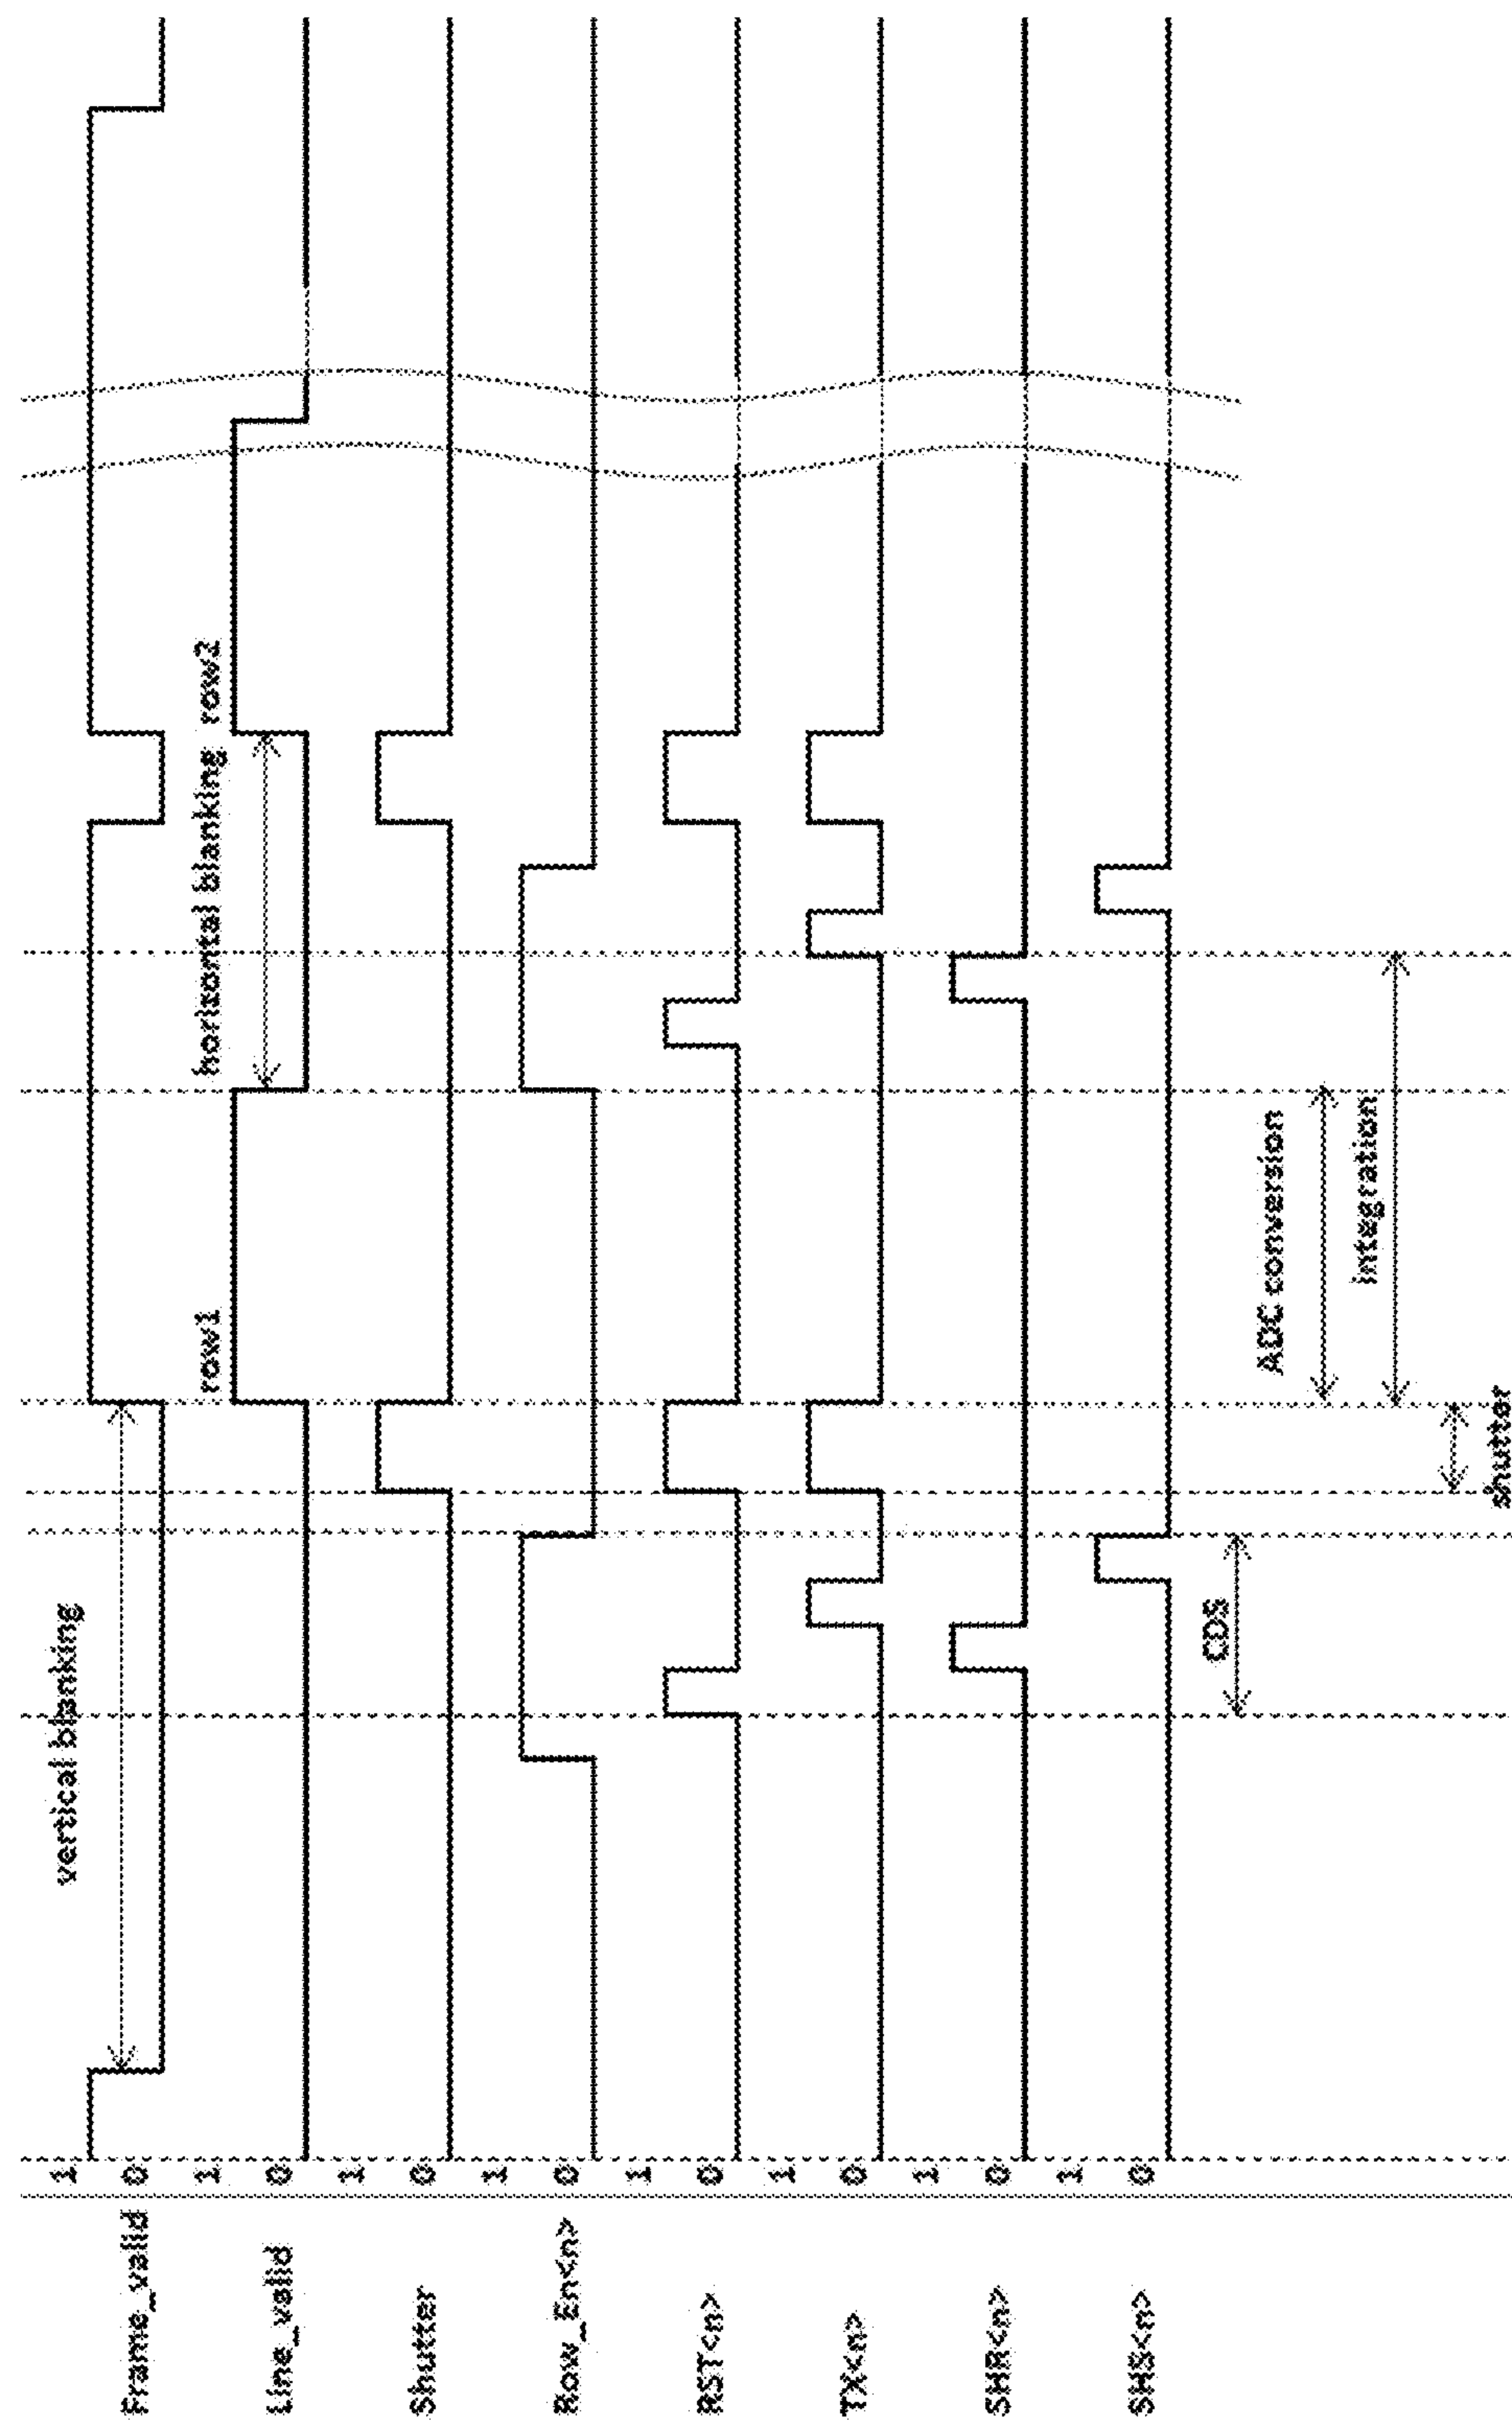 Frame_valid
1
0
vertical blanking
Line_valid
1
0
row1
horizontal blanking
row2
Shutter
1
0
Row_En<n>
1
0
RST<n>
1
0
TX<n>
1
0
SHR<n>
1
0
SHS<n>
1
0
CDS
ADC conversion
integration
shutter